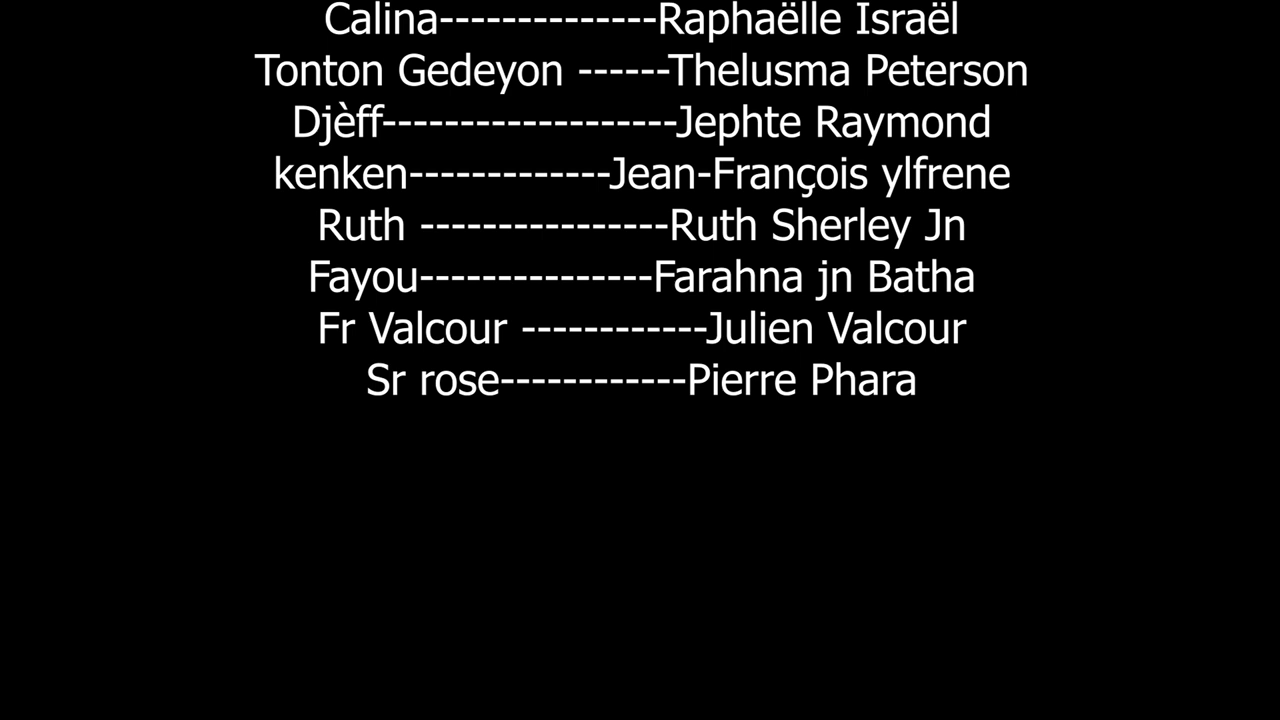 Calina--------------Raphaëlle Israël
Tonton Gedeyon ------Thelusma Peterson
Djèff-------------------Jephte Raymond
kenken-------------Jean-François ylfrene
Ruth ----------------Ruth Sherley Jn
Fayou---------------Farahna jn Batha
Fr Valcour ------------Julien Valcour
Sr rose------------Pierre Phara